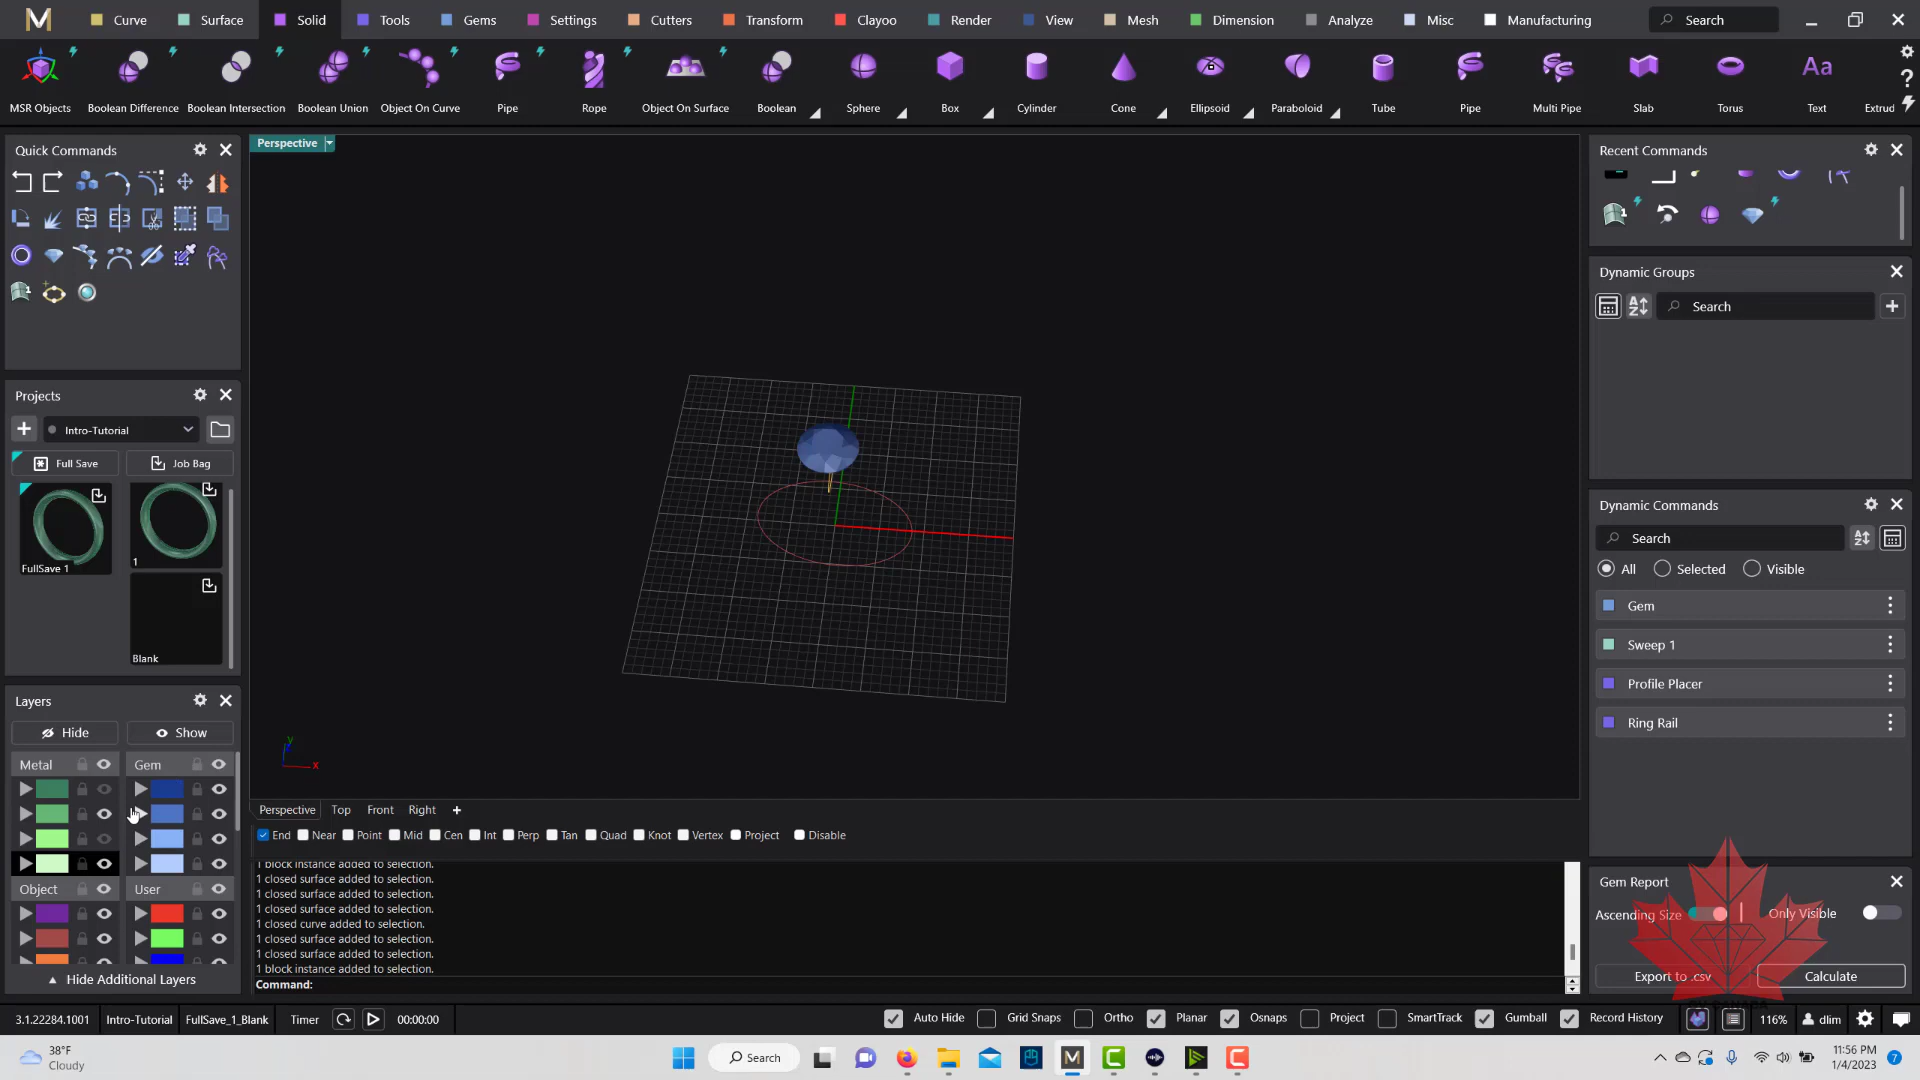 Curve Surface Solid Tools Gems Settings Cutters Transform Clayoo Render View Mesh Dimension Analyze Misc Manufacturing Search
MSR Objects Boolean Difference Boolean Intersection Boolean Union Object On Curve Pipe Rope Object On Surface Boolean Sphere Box Cylinder Cone Ellipsoid Paraboloid Tube Pipe Multi Pipe Slab Torus Text Extrud
Quick Commands
Projects
Intro-Tutorial
Full Save Job Bag
FullSave 1
1
Blank
Layers
Hide Show
Metal Gem
Object User
Hide Additional Layers
Perspective
y
z
x
Perspective Top Front Right +
End Near Point Mid Cen Int Perp Tan Quad Knot Vertex Project Disable
1 block instance added to selection.
1 closed surface added to selection.
1 closed surface added to selection.
1 closed surface added to selection.
1 closed curve added to selection.
1 closed surface added to selection.
1 closed surface added to selection.
1 block instance added to selection.
Command:
Recent Commands
Dynamic Groups
Search
Dynamic Commands
Search
All Selected Visible
Gem
Sweep 1
Profile Placer
Ring Rail
Gem Report
Ascending Size Only Visible
Export to .csv Calculate
3.1.22284.1001 Intro-Tutorial FullSave_1_Blank Timer 00:00:00 Auto Hide Grid Snaps Ortho Planar Osnaps Project SmartTrack Gumball Record History 116% dlim
38°F
Cloudy
Search
11:56 PM
1/4/2023
7